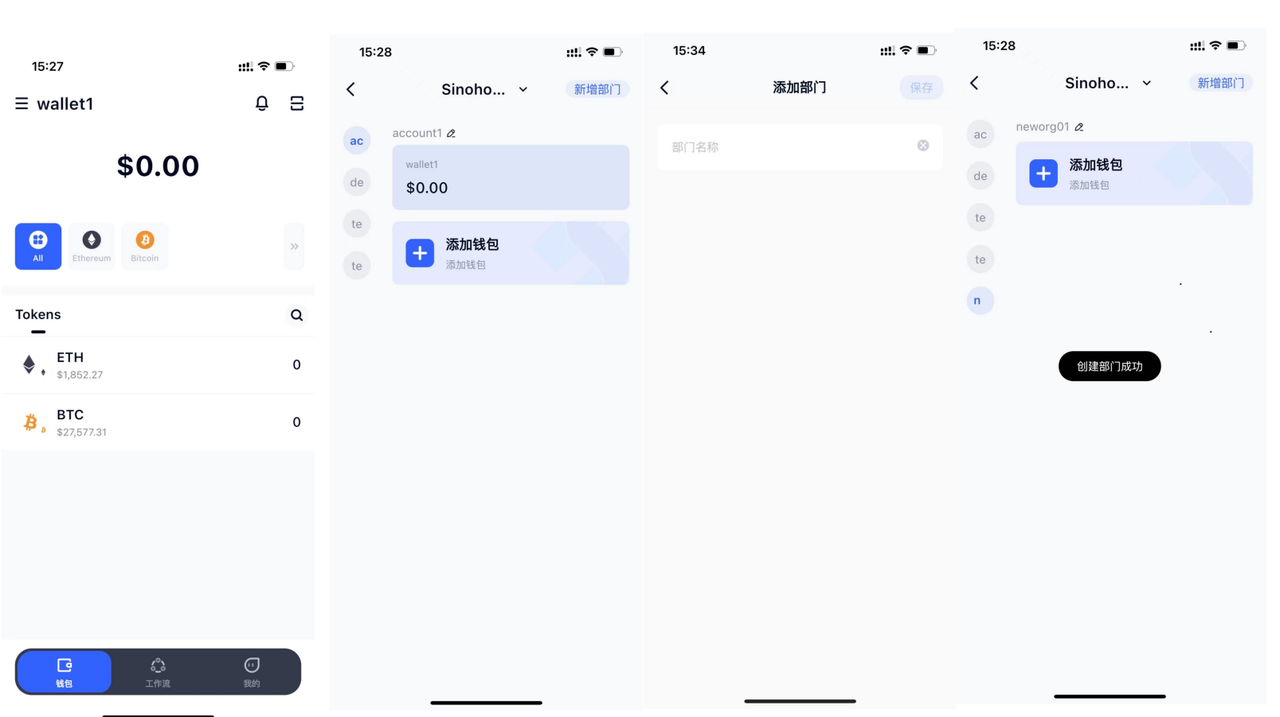 15:27
wallet1
$0.00
All
Ethereum
Bitcoin
Tokens
ETH
$1,852.27
0
BTC
$27,577.31
0
钱包
工作流
我的
15:28
Sinoho...
新增部门
ac
de
te
te
account1
wallet1
$0.00
添加钱包
添加钱包
15:34
添加部门
保存
部门名称
15:28
Sinoho...
新增部门
ac
de
te
te
n
neworg01
添加钱包
添加钱包
创建部门成功